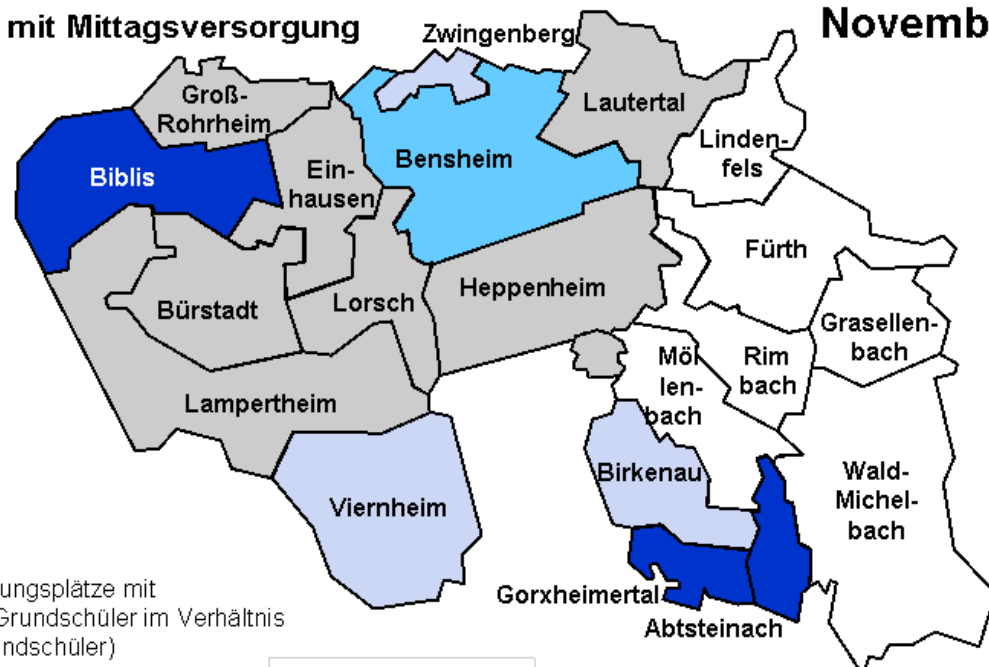 mit Mittagsversorgung
Novemb
Zwingenberg
Groß-
Rohrheim
Lautertal
Linden-
fels
Biblis
Ein-
hausen
Bensheim
Fürth
Bürstadt
Lorsch
Heppenheim
Grasellen-
bach
Möl
len-
bach
Rim
bach
Lampertheim
Birkenau
Wald-
Michel-
bach
Viernheim
ungsplätze mit
Grundschüler im Verhältnis
ndschüler)
Gorxheimertal
Abtsteinach